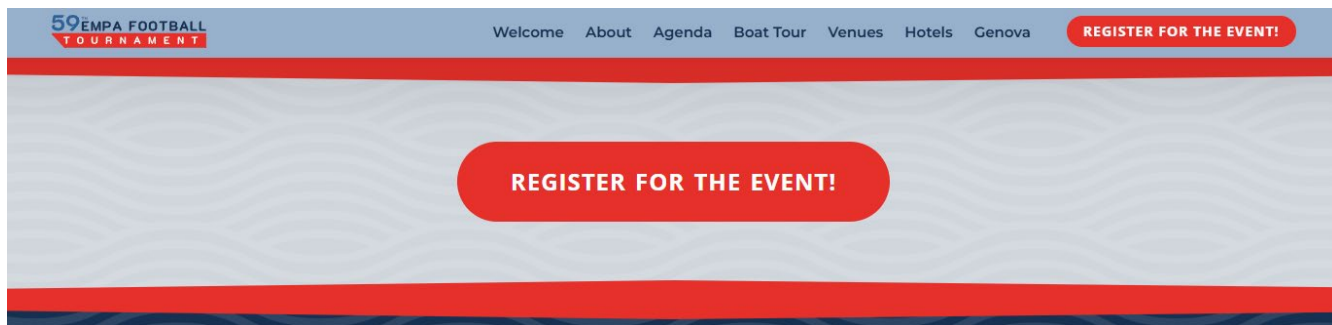 59TH EMPA FOOTBALL
TOURNAMENT
Welcome About Agenda Boat Tour Venues Hotels Genova REGISTER FOR THE EVENT!
REGISTER FOR THE EVENT!